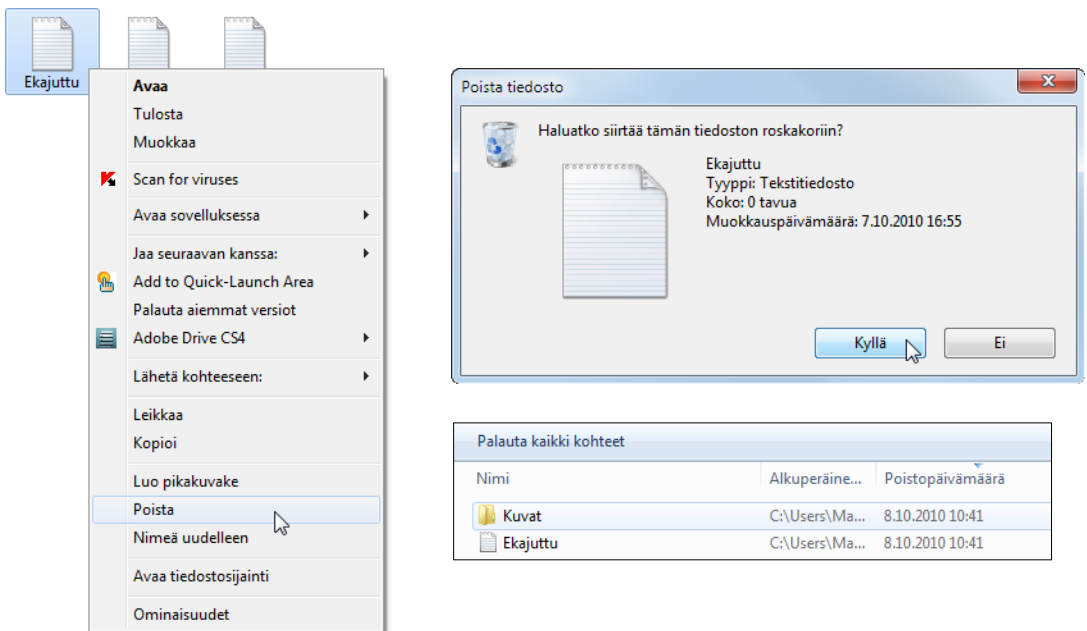 Ekajuttu
Avaa
Tulosta
Muokkaa
Scan for viruses
Avaa sovelluksessa
Jaa seuraavan kanssa:
Add to Quick-Launch Area
Palauta aiemmat versiot
Adobe Drive CS4
Lähetä kohteeseen:
Leikkaa
Kopioi
Luo pikakuvake
Poista
Nimeä uudelleen
Avaa tiedostosijainti
Ominaisuudet
Poista tiedosto
Haluatko siirtää tämän tiedoston roskakoriin?
Ekajuttu
Tyyppi: Tekstitiedosto
Koko: 0 tavua
Muokkauspäivämäärä: 7.10.2010 16:55
Kyllä Ei
Palauta kaikki kohteet
Nimi Alkuperäine... Poistopäivämäärä
Kuvat C:\Users\Ma... 8.10.2010 10:41
Ekajuttu C:\Users\Ma... 8.10.2010 10:41